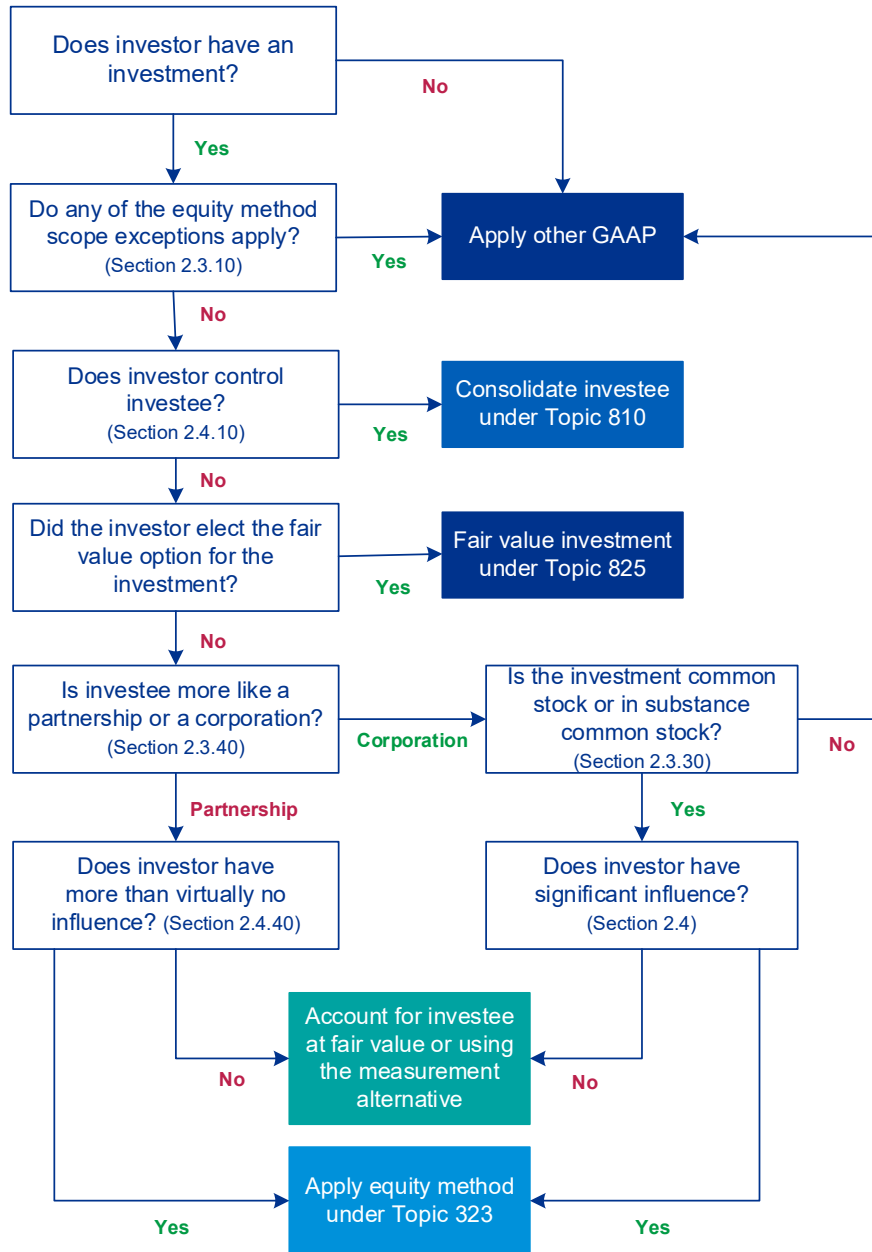 Does investor have an
investment?
No
Yes
Do any of the equity method
scope exceptions apply?
(Section 2.3.10)
Yes
Apply other GAAP
No
Does investor control
investee?
(Section 2.4.10)
Yes
Consolidate investee
under Topic 810
No
Did the investor elect the fair
value option for the
investment?
Yes
Fair value investment
under Topic 825
No
Is investee more like a
partnership or a corporation?
(Section 2.3.40)
Corporation
Is the investment common
stock or in substance
common stock?
(Section 2.3.30)
No
Partnership
Yes
Does investor have
more than virtually no
influence? (Section 2.4.40)
Does investor have
significant influence?
(Section 2.4)
Account for investee
at fair value or using
the measurement
alternative
No
No
Apply equity method
under Topic 323
Yes
Yes